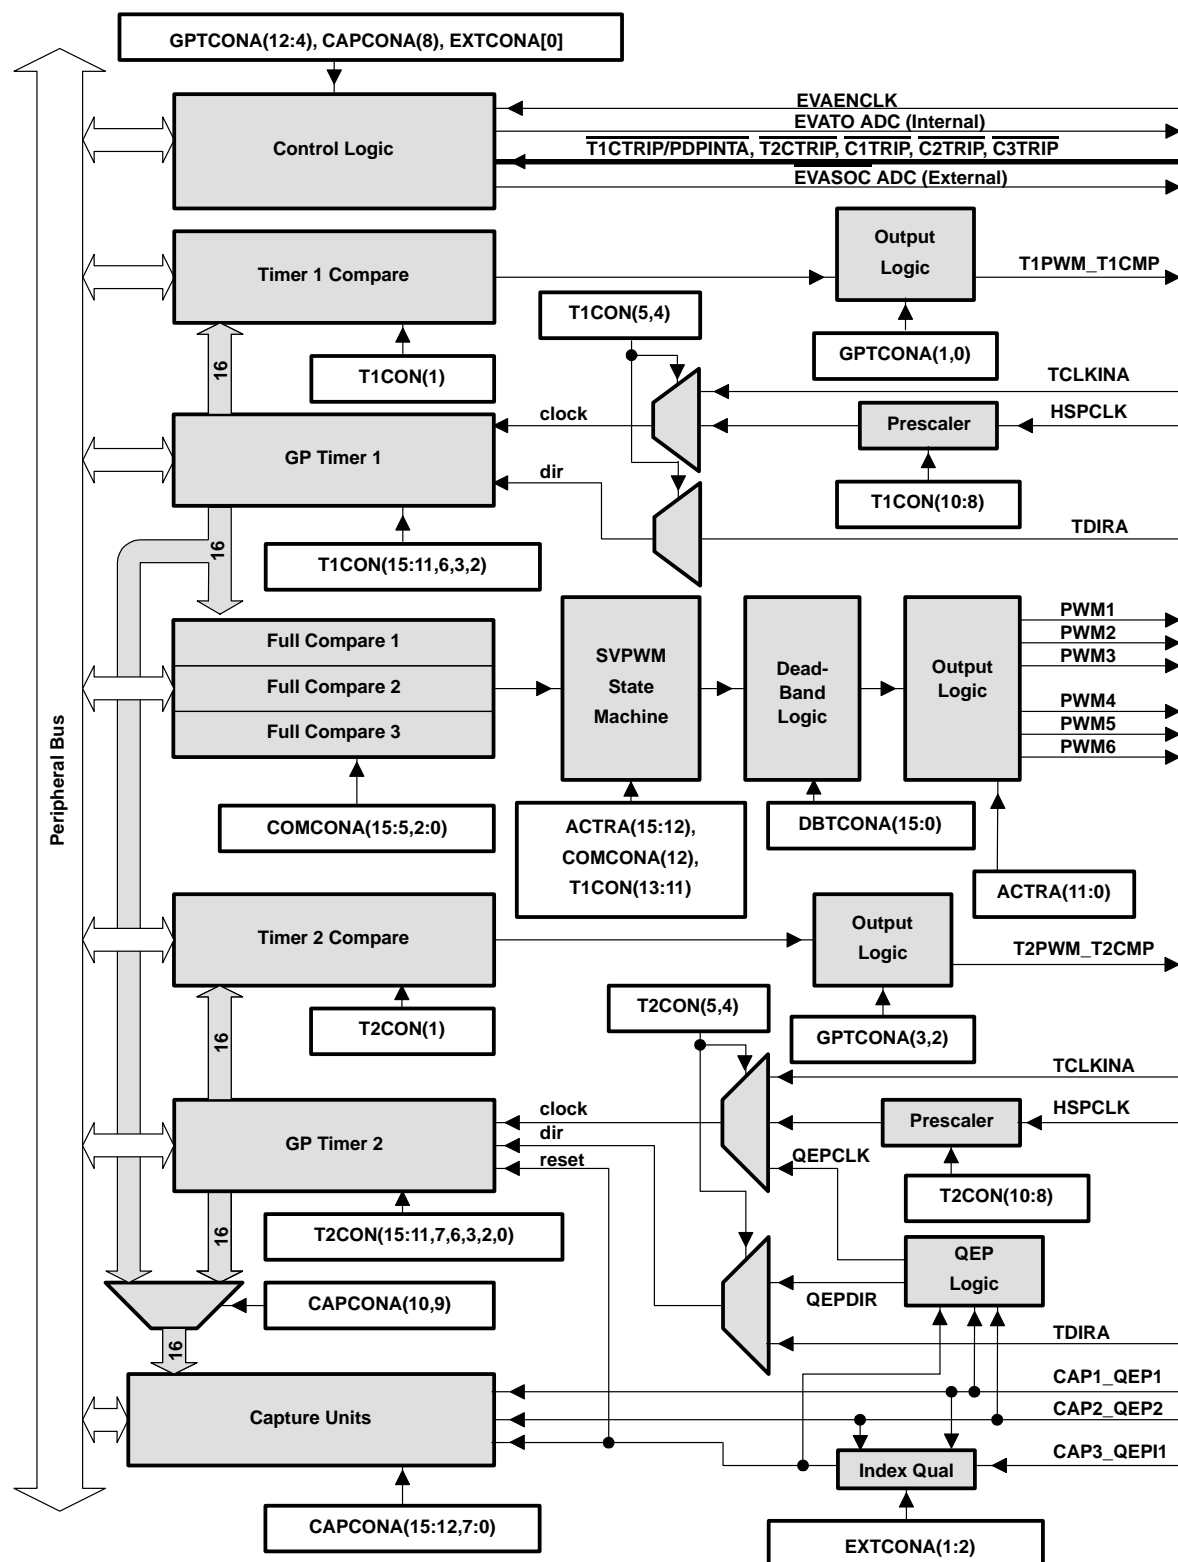 GPTCONA(12:4), CAPCONA(8), EXTCONA[0]
Control Logic
EVAENCLK
EVATO ADC (Internal)
T1CTRIP/PDPINTA, T2CTRIP, C1TRIP, C2TRIP, C3TRIP
EVASOC ADC (External)
Timer 1 Compare
Output
Logic
T1PWM_T1CMP
T1CON(5,4)
GPTCONA(1,0)
16
T1CON(1)
TCLKINA
clock
Prescaler
HSPCLK
GP Timer 1
dir
T1CON(10:8)
TDIRA
16
T1CON(15:11,6,3,2)
Full Compare 1
Full Compare 2
Full Compare 3
SVPWM
State
Machine
Dead-
Band
Logic
Output
Logic
PWM1
PWM2
PWM3
PWM4
PWM5
PWM6
Peripheral Bus
COMCONA(15:5,2:0)
ACTRA(15:12),
COMCONA(12),
T1CON(13:11)
DBTCONA(15:0)
ACTRA(11:0)
Timer 2 Compare
Output
Logic
T2PWM_T2CMP
T2CON(5,4)
GPTCONA(3,2)
16
T2CON(1)
TCLKINA
clock
Prescaler
HSPCLK
GP Timer 2
dir
reset
QEPCLK
T2CON(10:8)
16
T2CON(15:11,7,6,3,2,0)
QEP
Logic
CAPCONA(10,9)
QEPDIR
TDIRA
16
Capture Units
CAP1_QEP1
CAP2_QEP2
Index Qual
CAP3_QEPI1
CAPCONA(15:12,7:0)
EXTCONA(1:2)